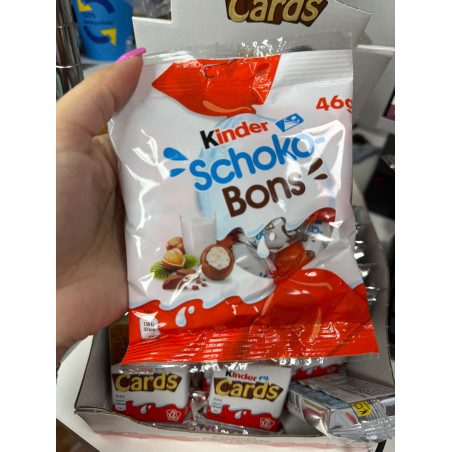 Cards
46g
Kinder
Schoko-
Bons
Kinder
Cards
Kinder
Cards